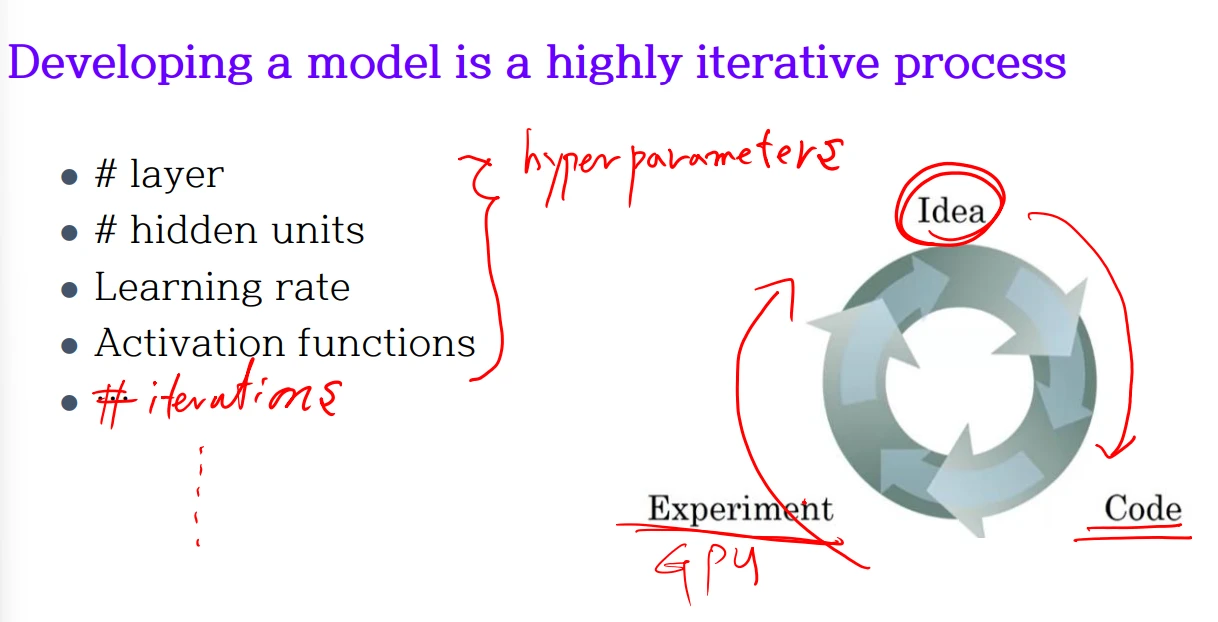 Developing a model is a highly iterative process
hyperparameters
# layer
# hidden units
Learning rate
Activation functions
# iterations
Idea
Experiment
Code
GPU